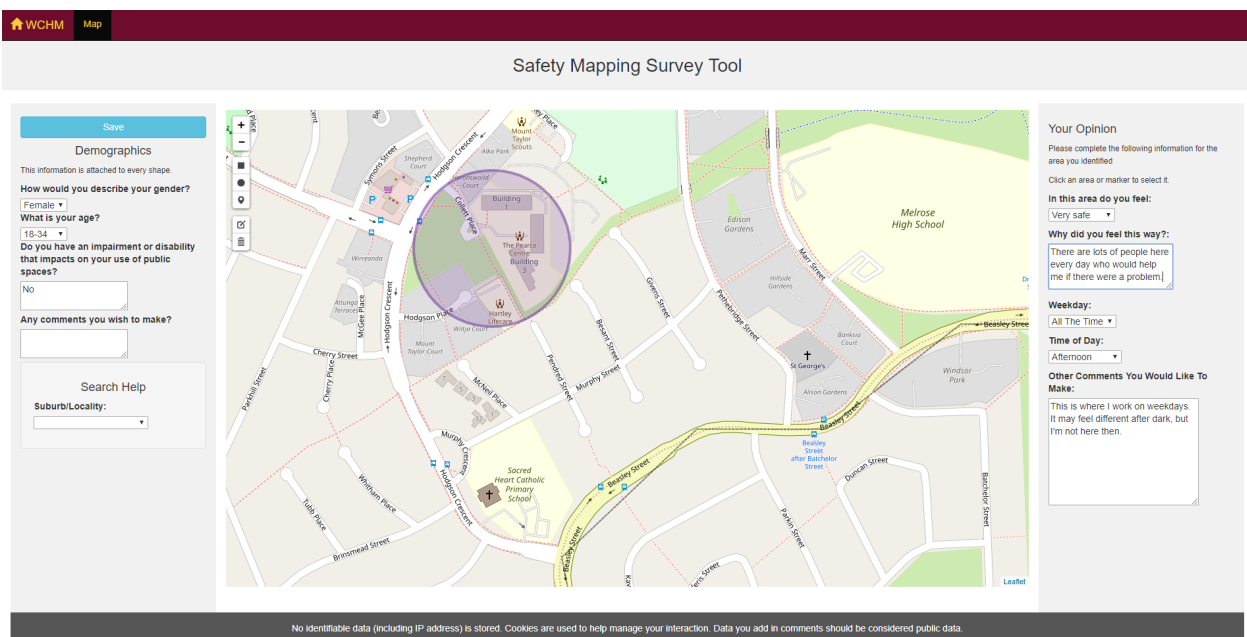 WCHM
Map
Safety Mapping Survey Tool
Save
Demographics
This information is attached to every shape.
How would you describe your gender?
Female
What is your age?
18-34
Do you have an impairment or disability
that impacts on your use of public
spaces?
No
Any comments you wish to make?
Search Help
Suburb/Locality:
+
−
Mount
Taylor
Scouts
Aika Park
Shepherd
Court
Symons Street
Hodgson Crescent
Collett Place
P
P
Building
1
The Pearce
Centre
Building
3
Wirreanda
Attunga
Terraces
McGee Place
Hodgson Crescent
Hodgson Place
Hartley
Lifecare
Wilja Court
Mount
Taylor Court
Cherry Street
Cherry Place
Parkhill Street
McNeil Place
Pendred Street
Besant Street
Murphy Street
Givens Street
Edison
Gardens
Melrose
High School
Marr Street
Hillside
Gardens
Pethebridge Street
Banksia
Court
St George's
Alison Gardens
Windsor
Park
Beasley Street
Beasley
Street
after Batchelor
Street
Duncan Street
Batchelor Street
Parkin Street
Murphy Crescent
Hodgson Crescent
Sacred
Heart Catholic
Primary
School
Beasley Street
Beasley Street
Whitham Place
Tubb Place
Brinsmead Street
Leaflet
Your Opinion
Please complete the following information for the
area you identified
Click an area or marker to select it.
In this area do you feel:
Very safe
Why did you feel this way?:
There are lots of people here
every day who would help
me if there were a problem.
Weekday:
All The Time
Time of Day:
Afternoon
Other Comments You Would Like To
Make:
This is where I work on weekdays.
It may feel different after dark, but
I'm not here then.
No identifiable data (including IP address) is stored. Cookies are used to help manage your interaction. Data you add in comments should be considered public data.